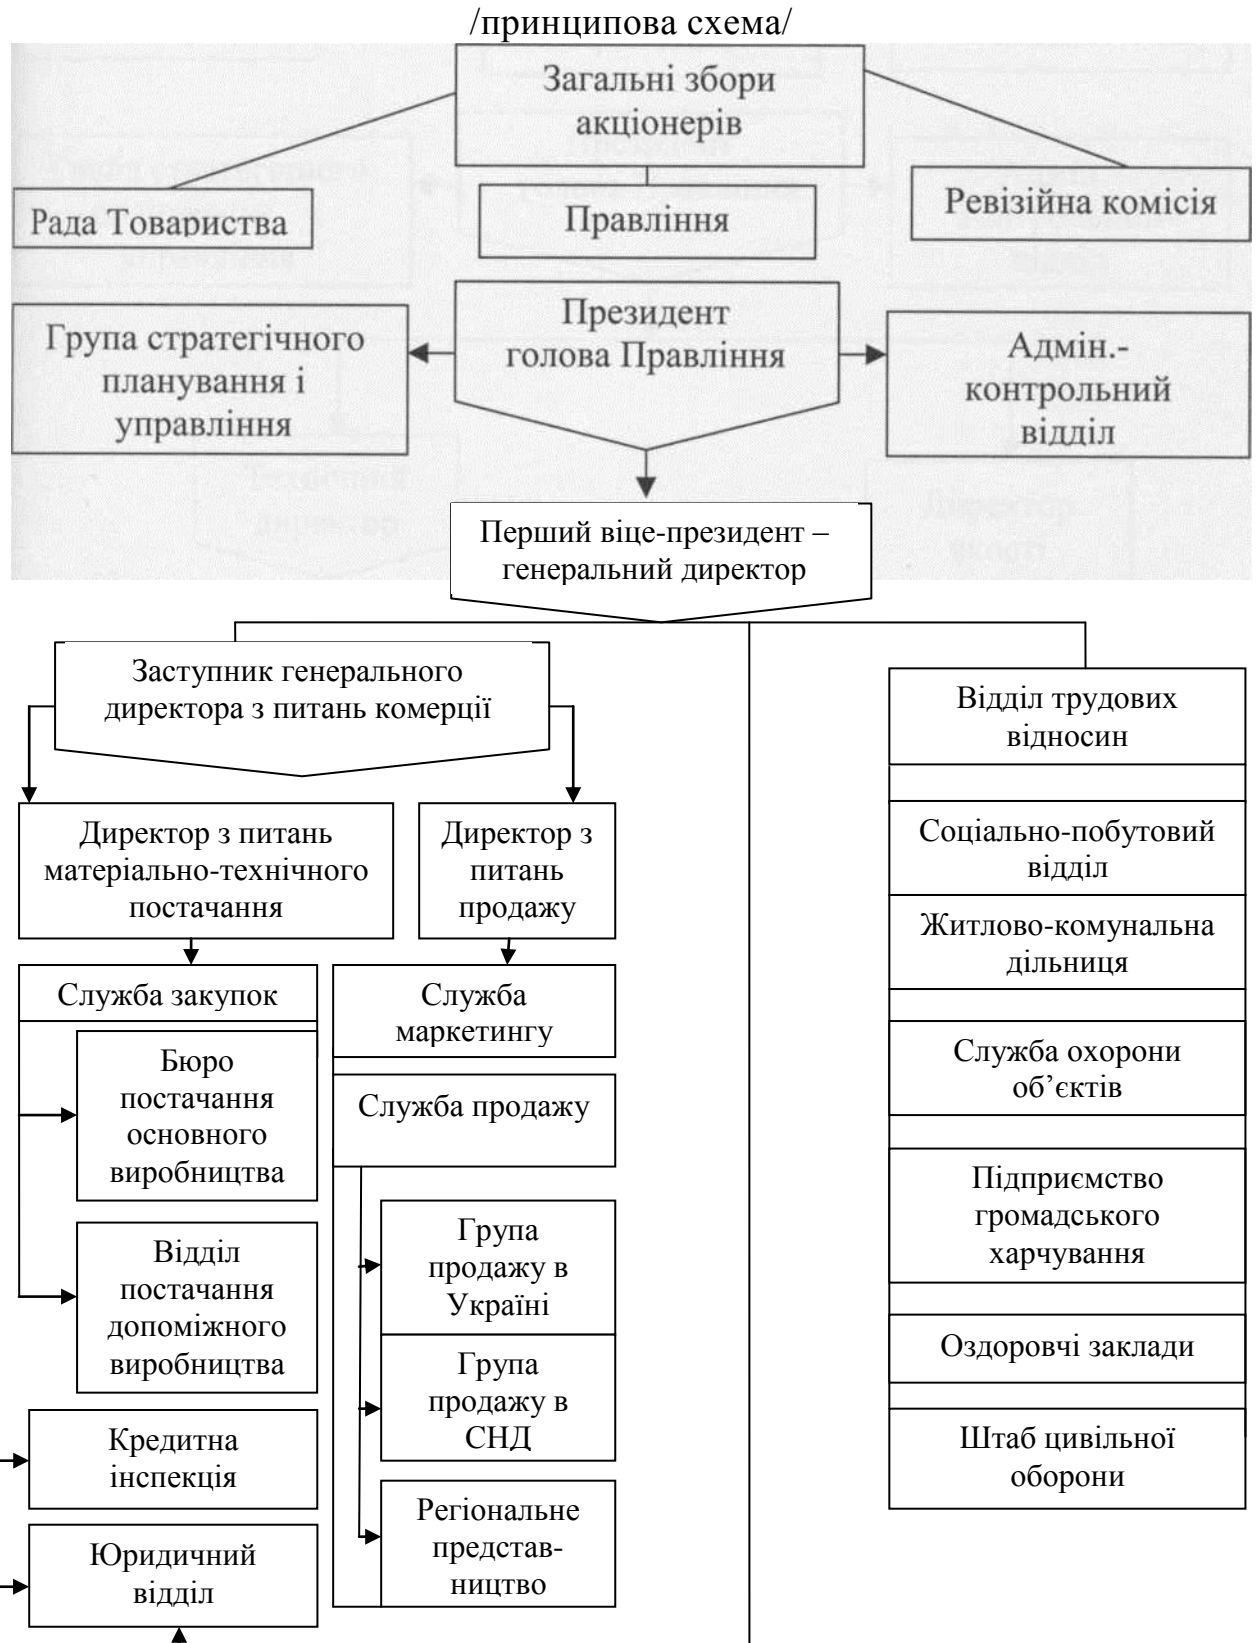 /принципова схема/
Загальні збори
акціонерів
Рада Товариства
Правління
Ревізійна комісія
Група стратегічного
планування і
управління
Президент
голова Правління
Адмін.-
контрольний
відділ
Перший віце-президент –
генеральний директор
Заступник генерального
директора з питань комерції
Відділ трудових
відносин
Директор з питань
матеріально-технічного
постачання
Директор з
питань
продажу
Соціально-побутовий
відділ
Житлово-комунальна
дільниця
Служба закупок
Служба
маркетингу
Бюро
постачання
основного
виробництва
Служба продажу
Служба охорони
об’єктів
Підприємство
громадського
харчування
Відділ
постачання
допоміжного
виробництва
Група
продажу в
Україні
Група
продажу в
СНД
Оздоровчі заклади
Кредитна
інспекція
Штаб цивільної
оборони
Регіональне
представ-
ництво
Юридичний
відділ